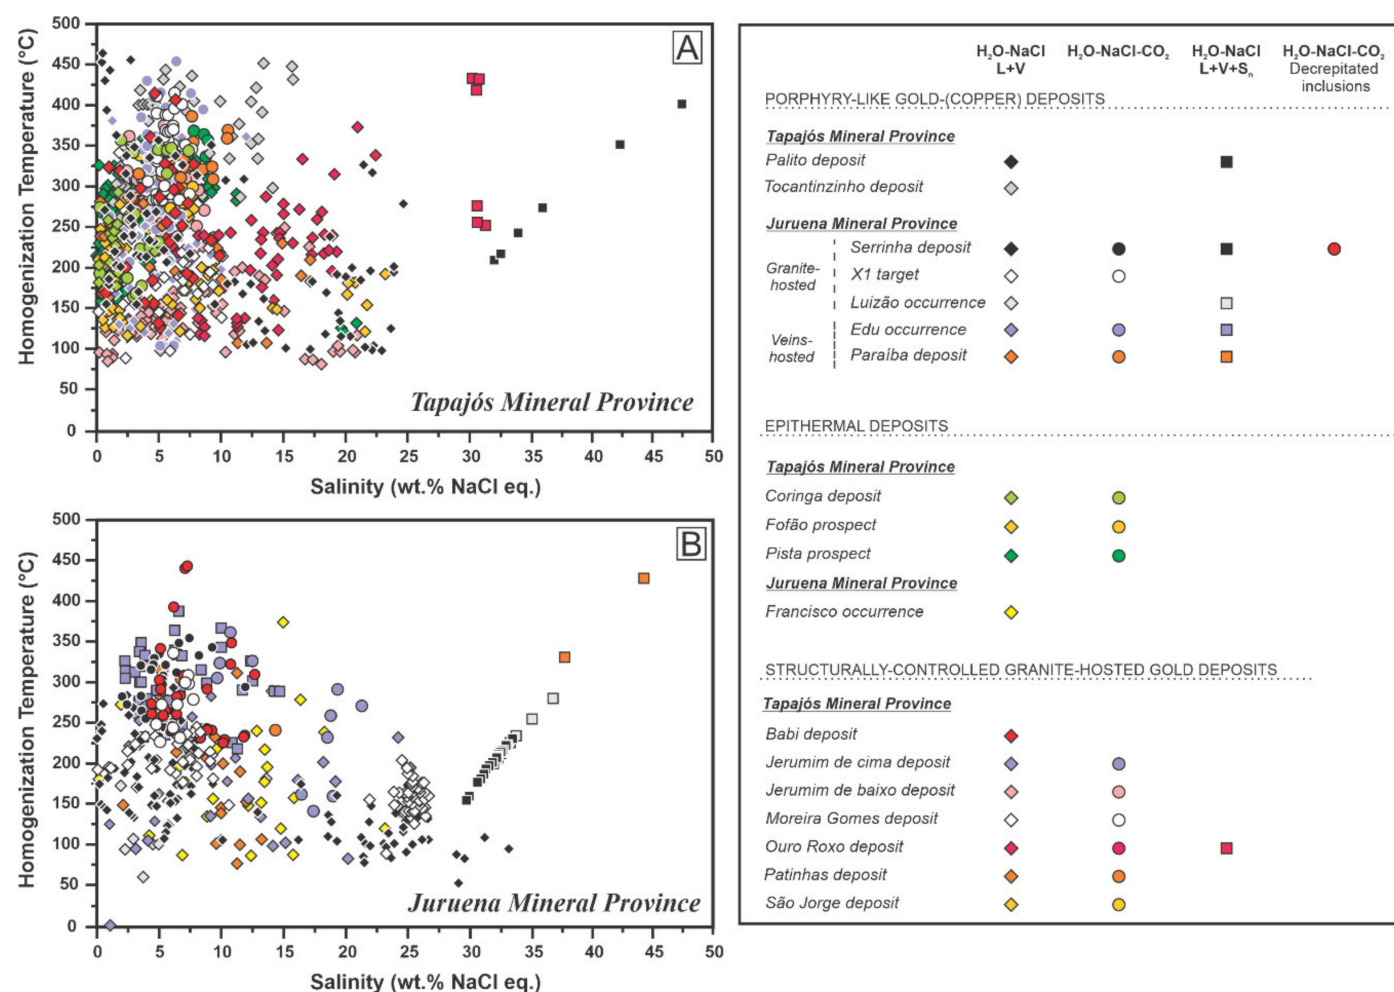 500
450
400
350
300
250
200
150
100
50
0
Homogenization Temperature (°C)
A
Tapajós Mineral Province
0 5 10 15 20 25 30 35 40 45 50
Salinity (wt.% NaCl eq.)
500
450
400
350
300
250
200
150
100
50
0
Homogenization Temperature (°C)
B
Juruena Mineral Province
0 5 10 15 20 25 30 35 40 45 50
Salinity (wt.% NaCl eq.)
H₂O-NaCl H₂O-NaCl-CO₂ H₂O-NaCl H₂O-NaCl-CO₂
L+V L+V+Sₙ Decrepitated
inclusions
PORPHYRY-LIKE GOLD-(COPPER) DEPOSITS
Tapajós Mineral Province
Palito deposit
Tocantinzinho deposit
Juruena Mineral Province
Granite-
hosted
Serrinha deposit
X1 target
Luizão occurrence
Veins-
hosted
Edu occurrence
Paraíba deposit
EPITHERMAL DEPOSITS
Tapajós Mineral Province
Coringa deposit
Fofão prospect
Pista prospect
Juruena Mineral Province
Francisco occurrence
STRUCTURALLY-CONTROLLED GRANITE-HOSTED GOLD DEPOSITS
Tapajós Mineral Province
Babi deposit
Jerumim de cima deposit
Jerumim de baixo deposit
Moreira Gomes deposit
Ouro Roxo deposit
Patinhas deposit
São Jorge deposit